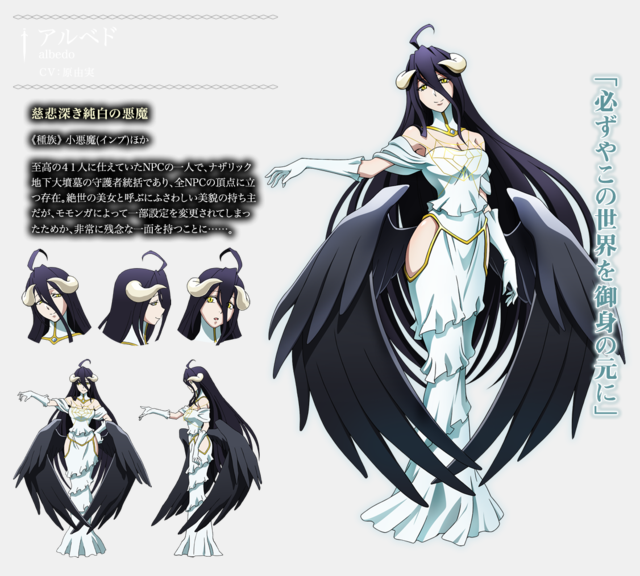 アルベド
albedo
CV:原由実
慈悲深き純白の悪魔
《種族》 小悪魔(インプ)ほか
至高の41人に仕えていたNPCの一人で、ナザリック
地下大墳墓の守護者統括であり、全NPCの頂点に立
つ存在。絶世の美女と呼ぶにふさわしい美貌の持ち主
だが、モモンガによって一部設定を変更されてしまっ
たためか、非常に残念な一面を持つことに……。
「必ずやこの世界を御身の元に」